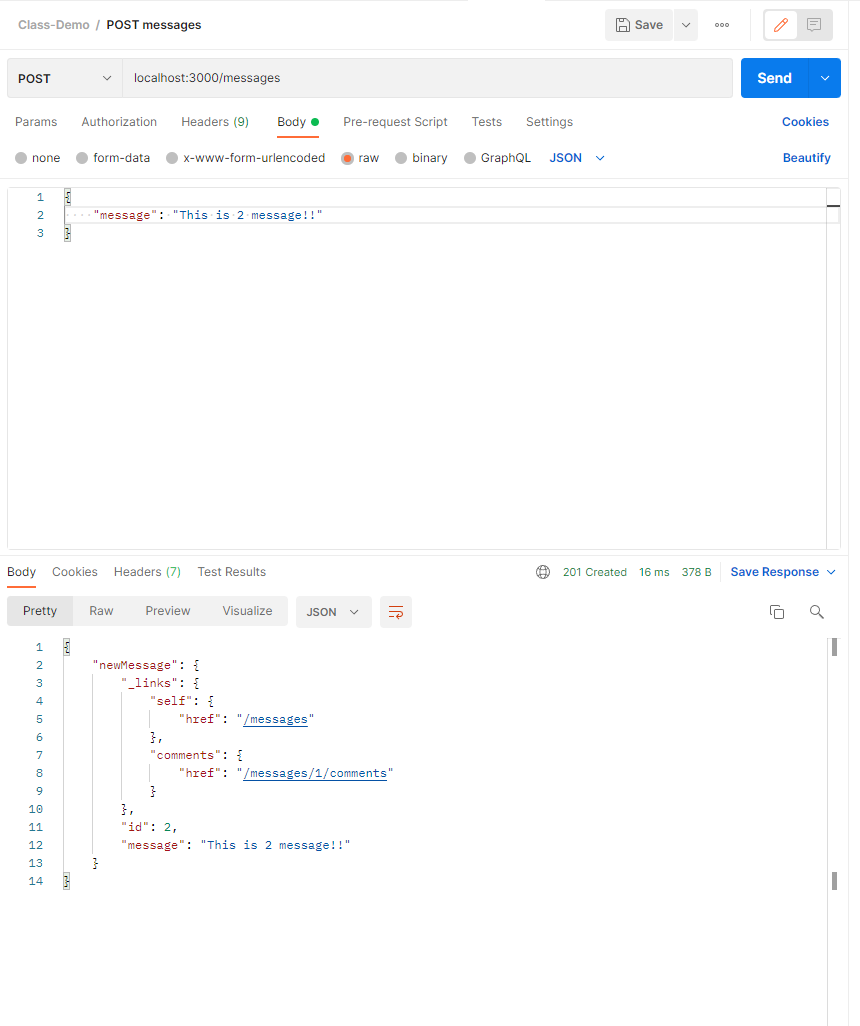 Class-Demo / POST messages Save
POST localhost:3000/messages Send
Params Authorization Headers (9) Body Pre-request Script Tests Settings Cookies
none form-data x-www-form-urlencoded raw binary GraphQL JSON Beautify
1 {
2 "message": "This is 2 message!!"
3 }
Body Cookies Headers (7) Test Results 201 Created 16 ms 378 B Save Response
Pretty Raw Preview Visualize JSON
1 {
2 "newMessage": {
3 "_links": {
4 "self": {
5 "href": "/messages"
6 },
7 "comments": {
8 "href": "/messages/1/comments"
9 }
10 },
11 "id": 2,
12 "message": "This is 2 message!!"
13 }
14 }